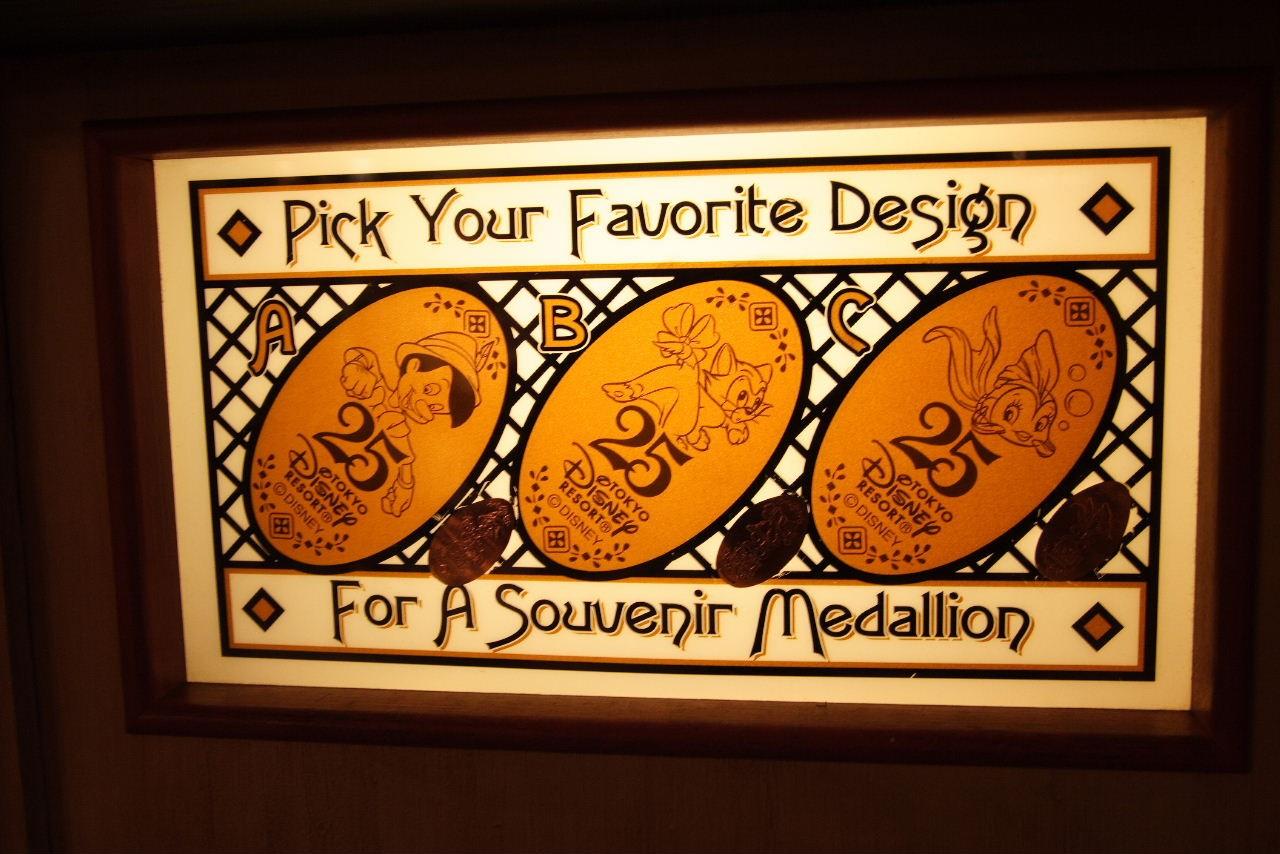 Pick Your Favorite Design
A
B
C
25
TOKYO
DISNEY
RESORT®
©DISNEY
25
TOKYO
DISNEY
RESORT®
©DISNEY
25
TOKYO
DISNEY
RESORT®
©DISNEY
For A Souvenir Medallion